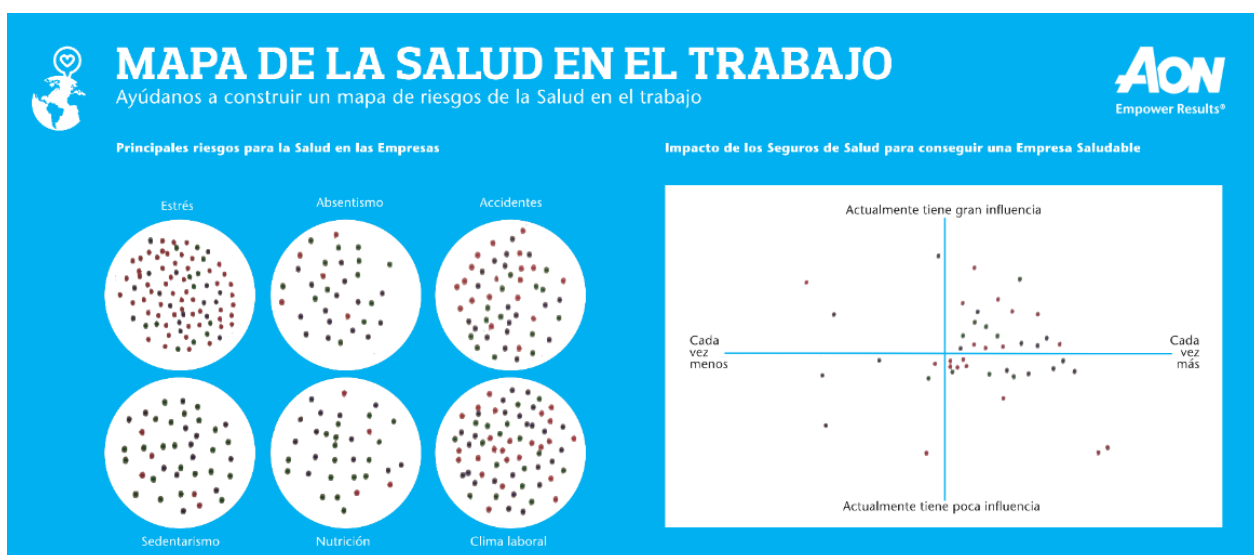 MAPA DE LA SALUD EN EL TRABAJO
Ayúdanos a construir un mapa de riesgos de la Salud en el trabajo
AON
Empower Results®
Principales riesgos para la Salud en las Empresas
Estrés
Absentismo
Accidentes
Sedentarismo
Nutrición
Clima laboral
Impacto de los Seguros de Salud para conseguir una Empresa Saludable
Actualmente tiene gran influencia
Cada
vez
menos
Cada
vez
más
Actualmente tiene poca influencia